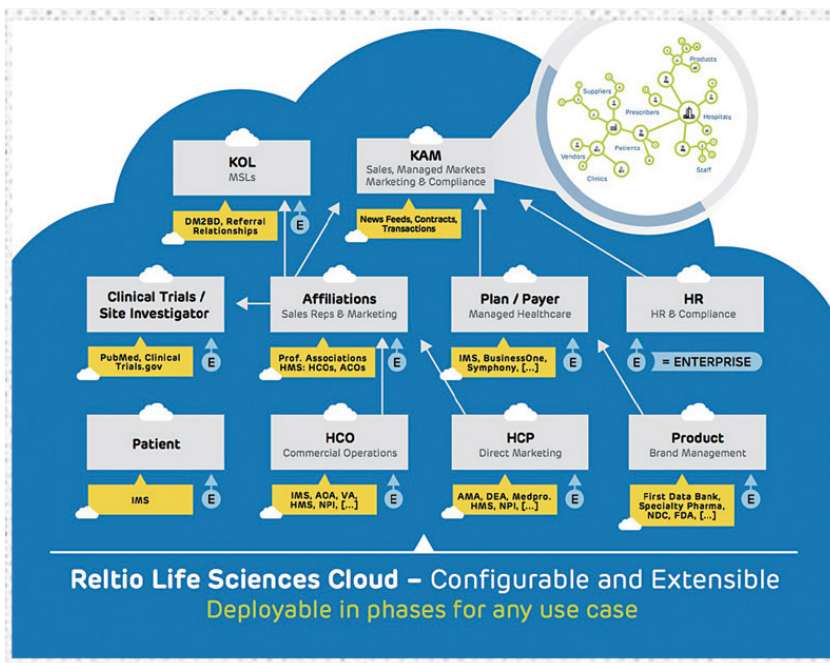 Products
Suppliers
Prescribers
Hospitals
Patients
Vendors
Clinics
Staff
KOL
MSLs
KAM
Sales, Managed Markets
Marketing & Compliance
DM2BD, Referral
Relationships
E
News Feeds, Contracts,
Transactions
Clinical Trials /
Site Investigator
Affiliations
Sales Reps & Marketing
Plan / Payer
Managed Healthcare
HR
HR & Compliance
PubMed, Clinical
Trials.gov
E
Prof. Associations
HMS: HCOs, ACOs
E
IMS, BusinessOne,
Symphony, [...]
E
E
= ENTERPRISE
Patient
HCO
Commercial Operations
HCP
Direct Marketing
Product
Brand Management
IMS
E
IMS, AOA, VA,
HMS, NPI, [...]
E
AMA, DEA, Medpro.
HMS, NPI, [...]
E
First Data Bank,
Specialty Pharma,
NDC, FDA, [...]
E
Reltio Life Sciences Cloud – Configurable and Extensible
Deployable in phases for any use case